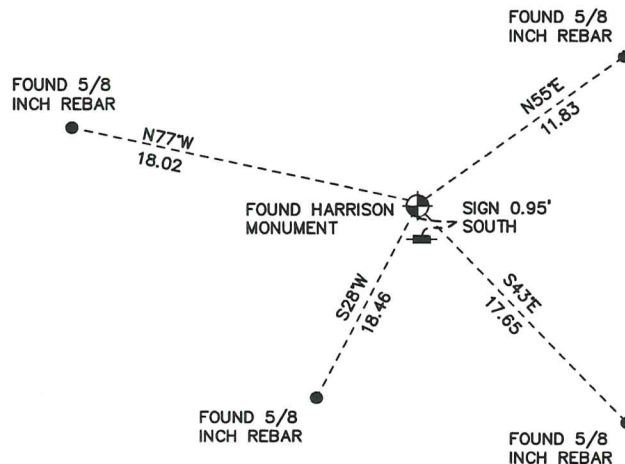 FOUND 5/8
INCH REBAR
FOUND 5/8
INCH REBAR
N77°W
18.02
N55°E
11.83
FOUND HARRISON
MONUMENT
SIGN 0.95'
SOUTH
S28°W
18.46
S43°E
17.65
FOUND 5/8
INCH REBAR
FOUND 5/8
INCH REBAR